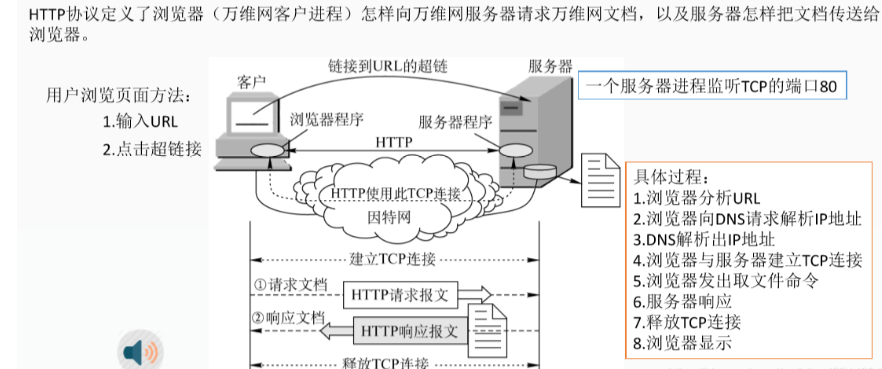 HTTP协议定义了浏览器（万维网客户进程）怎样向万维网服务器请求万维网文档，以及服务器怎样把文档传送给
浏览器。
用户浏览页面方法：
1.输入URL
2.点击超链接
链接到URL的超链
客户
服务器
一个服务器进程监听TCP的端口80
浏览器程序
服务器程序
HTTP
HTTP使用此TCP连接
因特网
建立TCP连接
①请求文档
HTTP请求报文
②响应文档
HTTP响应报文
释放TCP连接
具体过程：
1.浏览器分析URL
2.浏览器向DNS请求解析IP地址
3.DNS解析出IP地址
4.浏览器与服务器建立TCP连接
5.浏览器发出取文件命令
6.服务器响应
7.释放TCP连接
8.浏览器显示